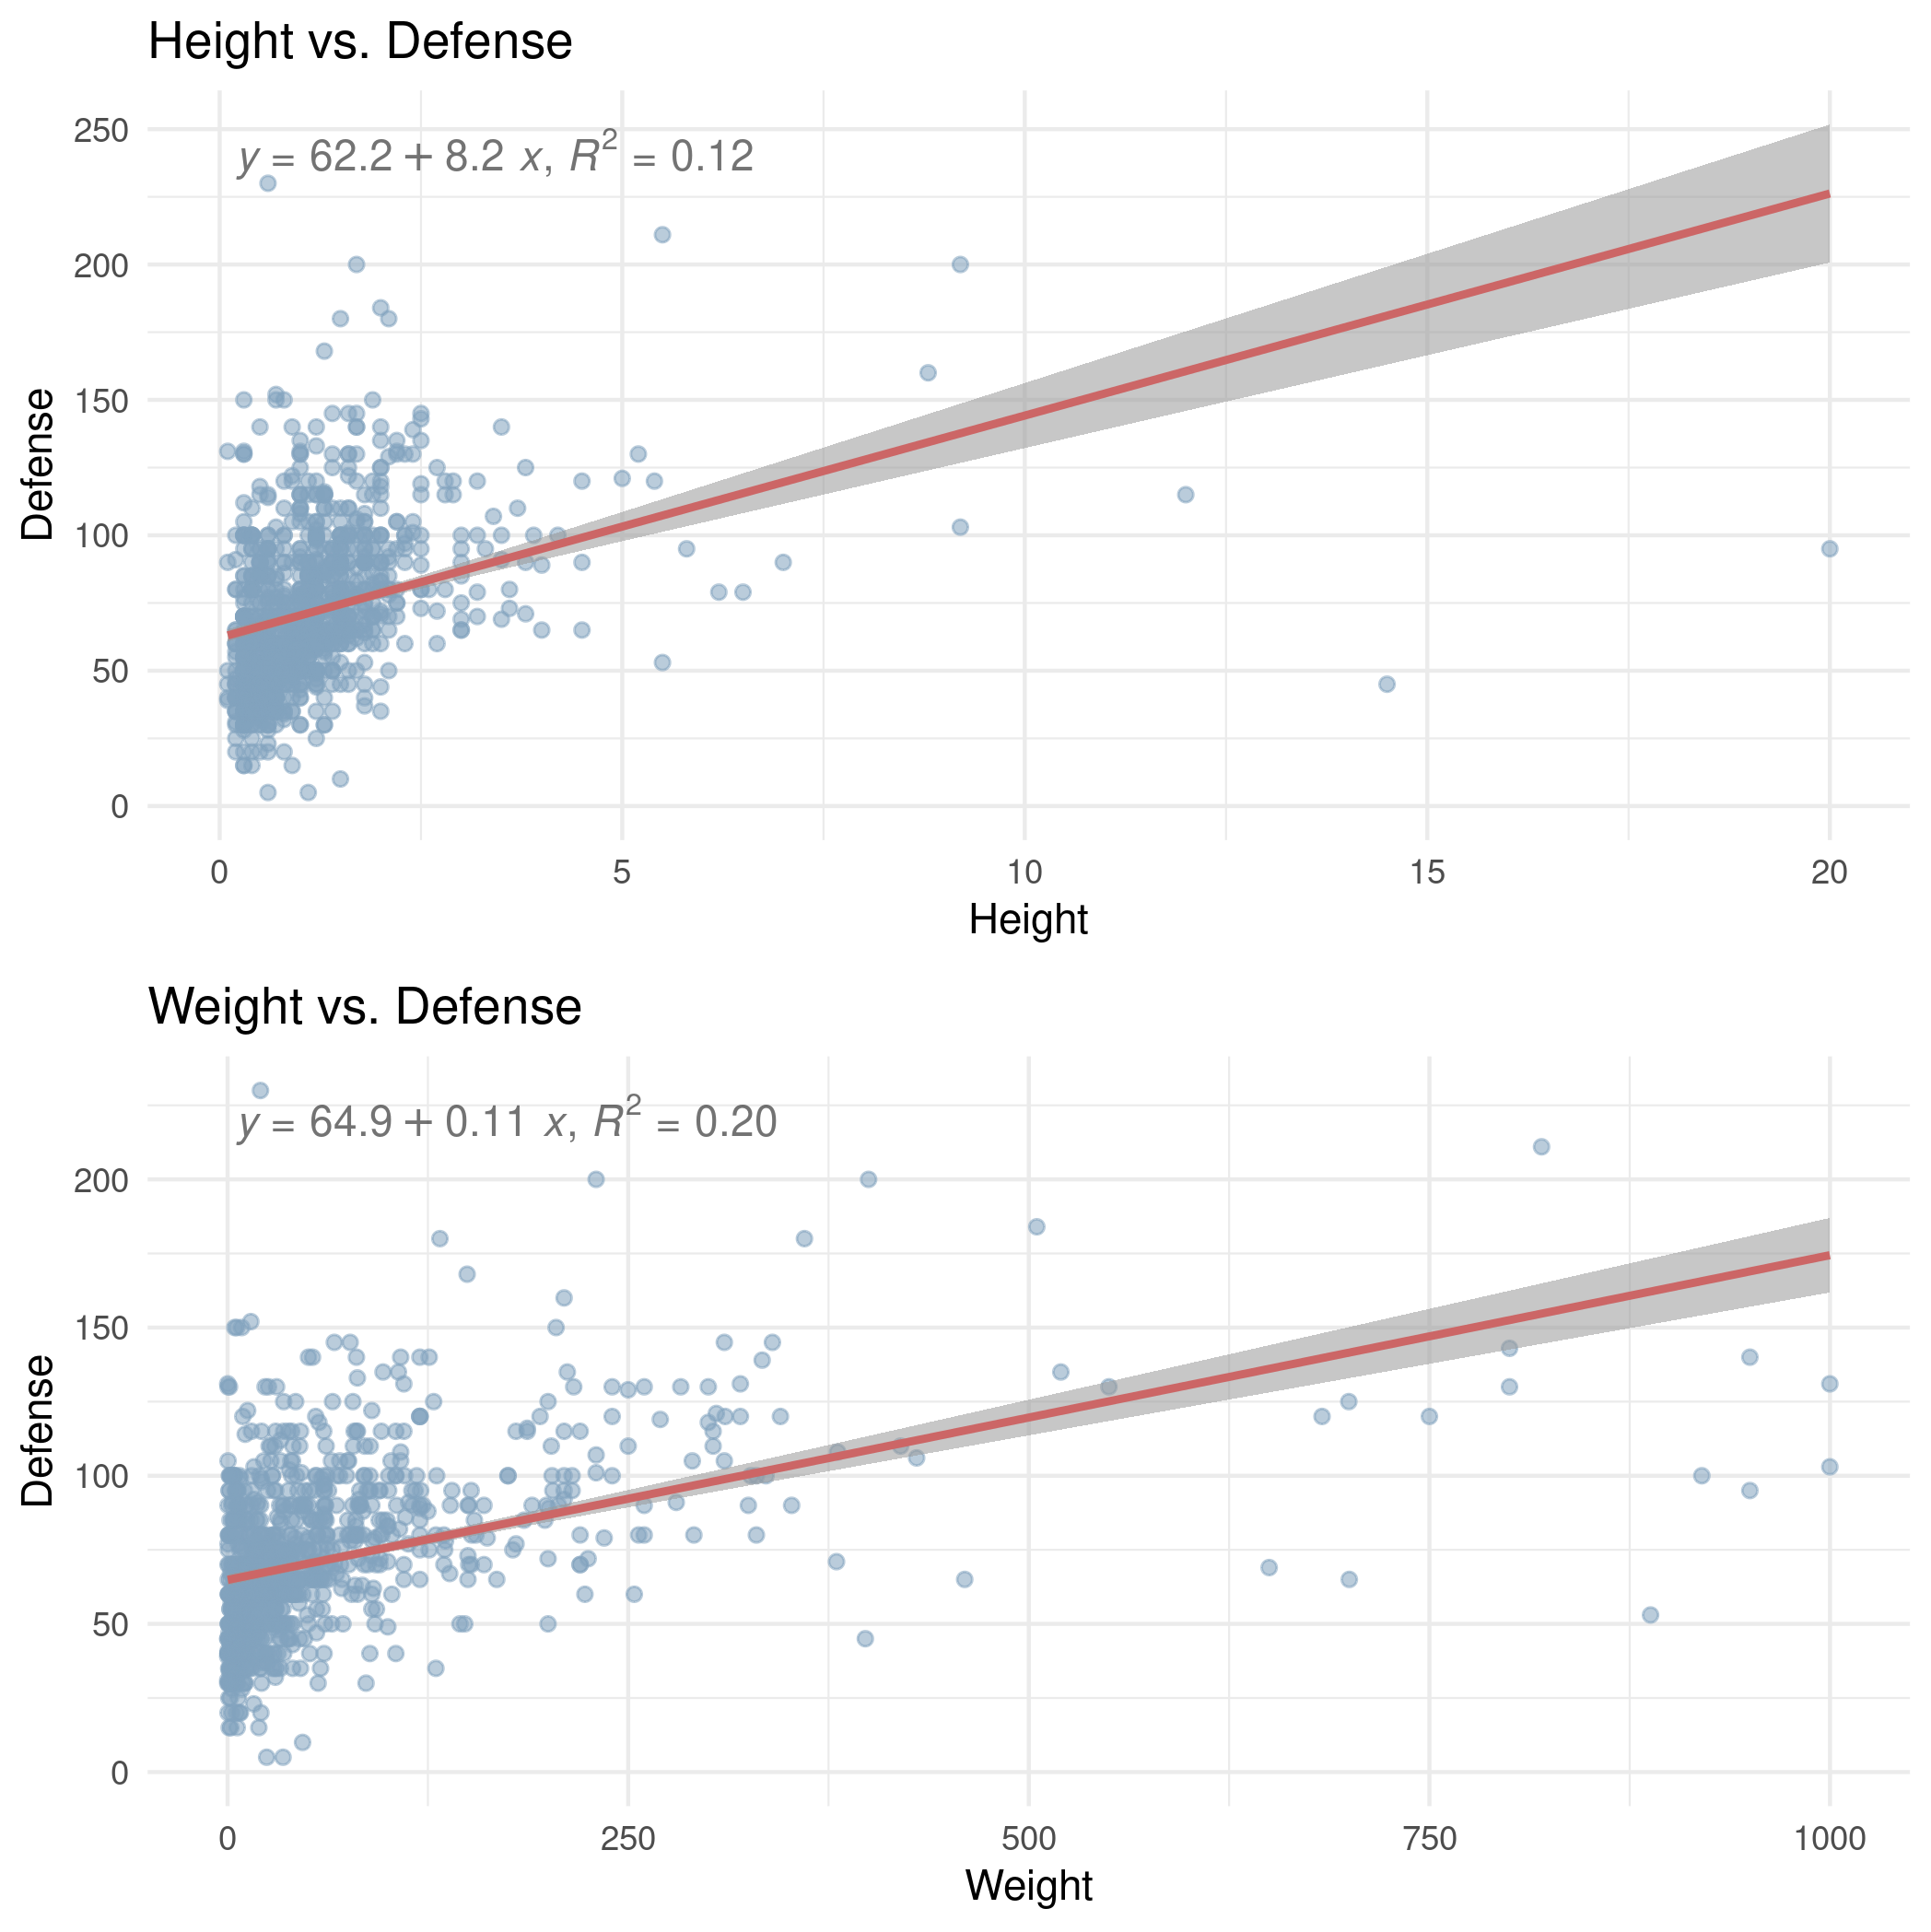 Height vs. Defense
y = 62.2 + 8.2 x, R² = 0.12
250
200
150
100
50
0
Defense
0 5 10 15 20
Height
Weight vs. Defense
y = 64.9 + 0.11 x, R² = 0.20
200
150
100
50
0
Defense
0 250 500 750 1000
Weight